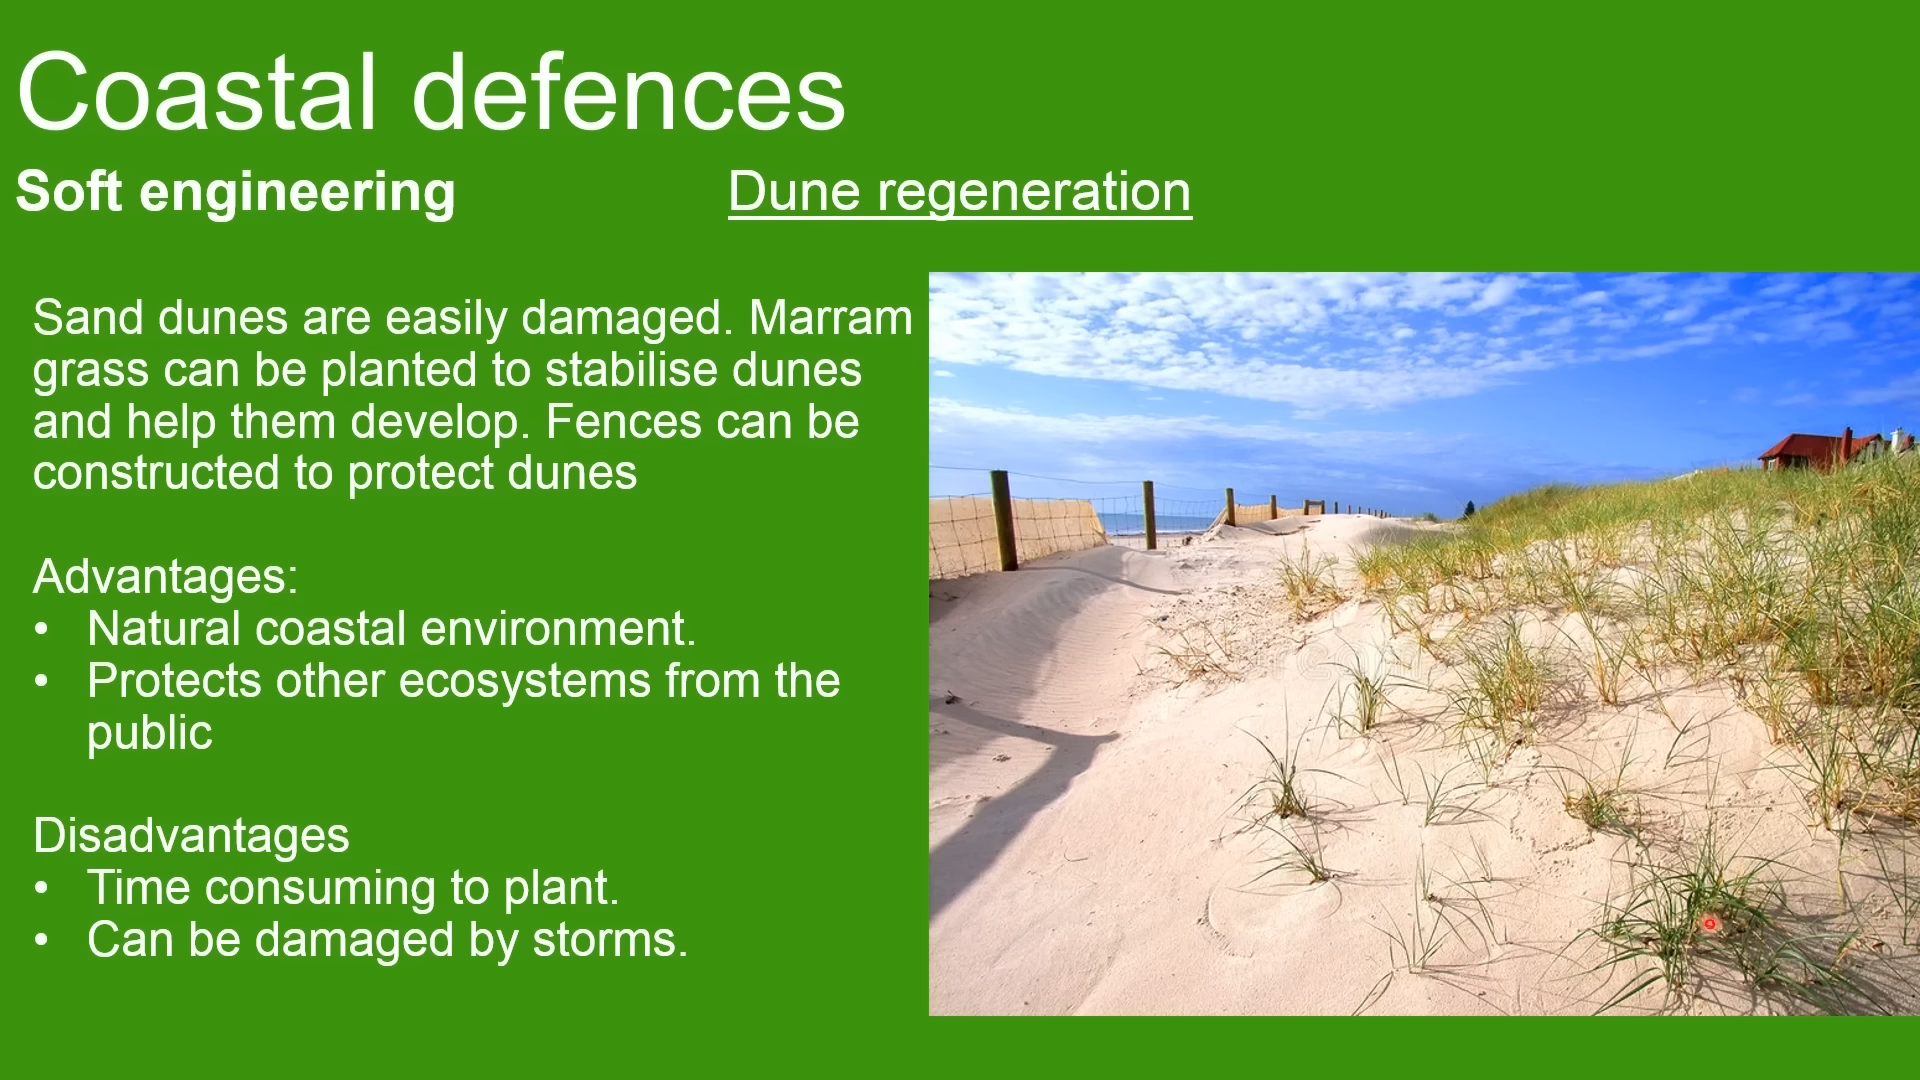 Coastal defences
Soft engineering
Dune regeneration
Sand dunes are easily damaged. Marram
grass can be planted to stabilise dunes
and help them develop. Fences can be
constructed to protect dunes
Advantages:
• Natural coastal environment.
• Protects other ecosystems from the
public
Disadvantages
• Time consuming to plant.
• Can be damaged by storms.